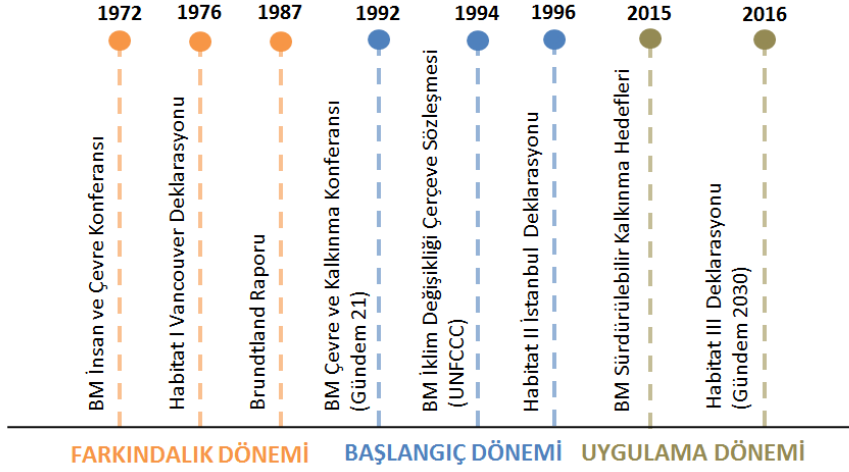 1972
1976
1987
1992
1994
1996
2015
2016
BM İnsan ve Çevre Konferansı
Habitat I Vancouver Deklarasyonu
Brundtland Raporu
BM Çevre ve Kalkınma Konferansı
(Gündem 21)
BM İklim Değişikliği Çerçeve Sözleşmesi
(UNFCCC)
Habitat II İstanbul Deklarasyonu
BM Sürdürülebilir Kalkınma Hedefleri
Habitat III Deklarasyonu
(Gündem 2030)
FARKINDALIK DÖNEMİ
BAŞLANGIÇ DÖNEMİ
UYGULAMA DÖNEMİ